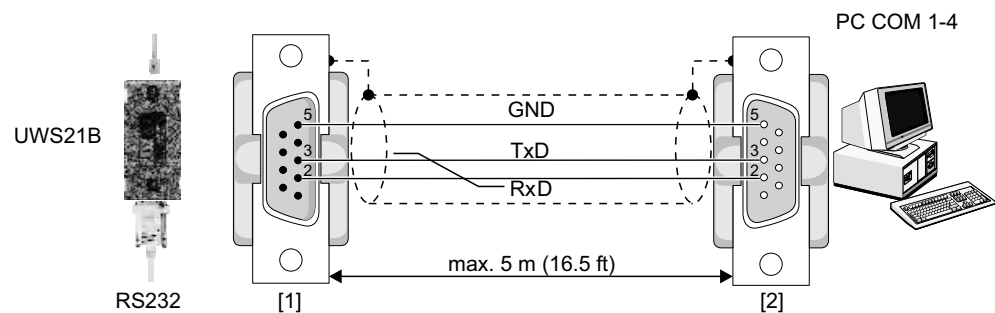 PC COM 1-4
UWS21B
5
GND
5
3
TxD
3
2
RxD
2
max. 5 m (16.5 ft)
RS232
[1]
[2]